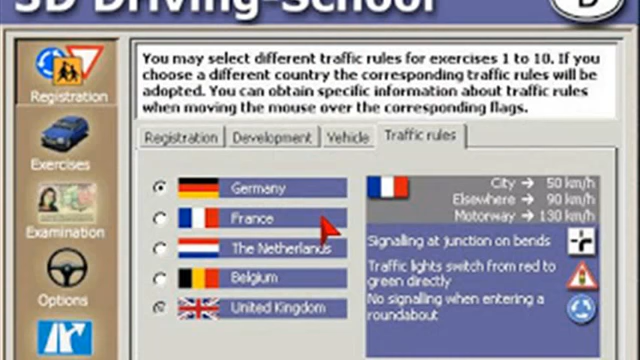 3D Driving-School
D
You may select different traffic rules for exercises 1 to 10. If you
choose a different country the corresponding traffic rules will be
adopted. You can obtain specific information about traffic rules
when moving the mouse over the corresponding flags.
Registration
Registration Development Vehicle Traffic rules
Exercises
Examination
Options
Germany
France
The Netherlands
Belgium
United Kingdom
City → 50 km/h
Elsewhere → 90 km/h
Motorway → 130 km/h
Signalling at junction on bends
Traffic lights switch from red to
green directly
No signalling when entering a
roundabout